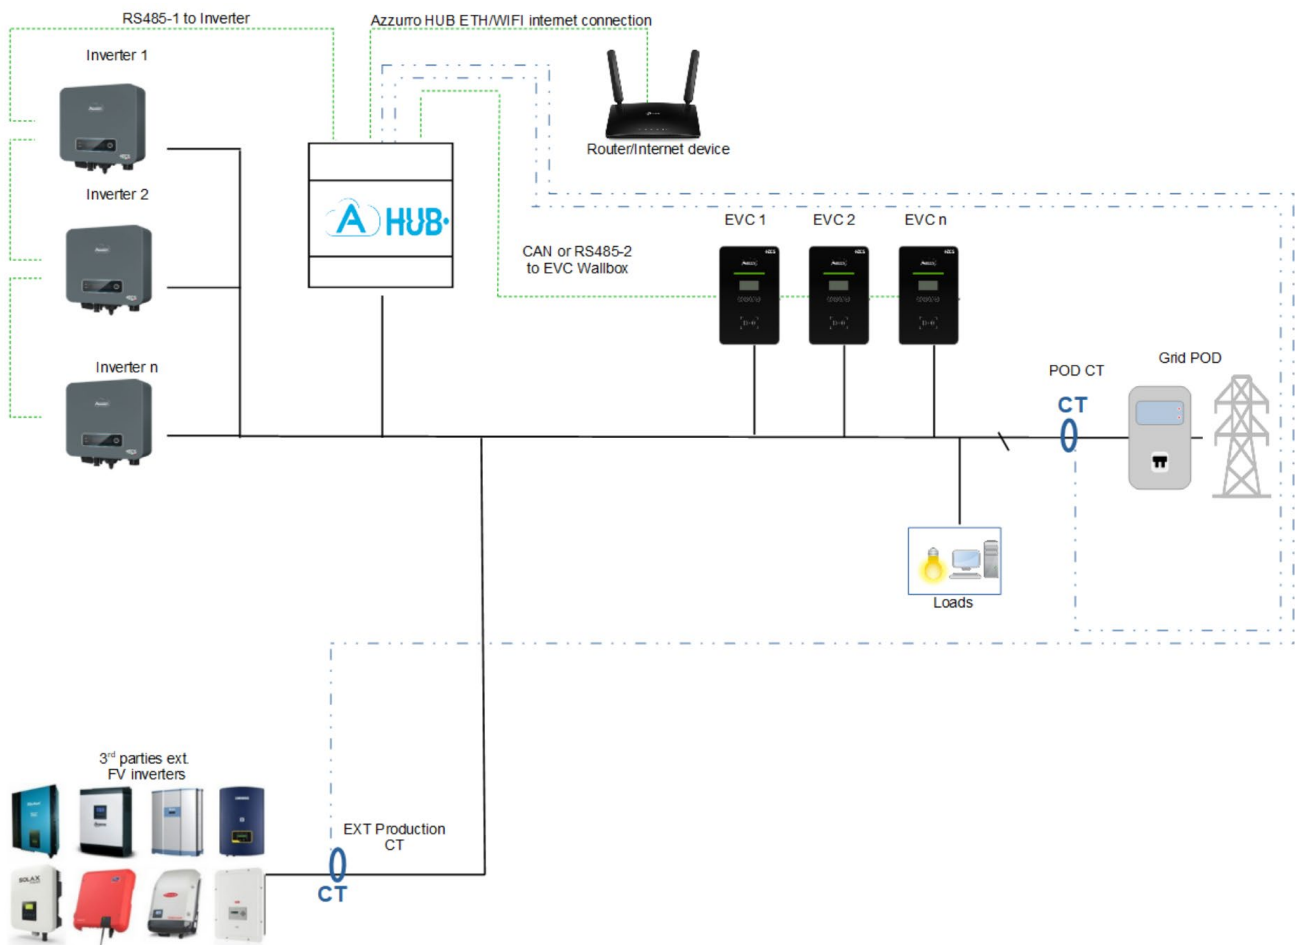 RS485-1 to Inverter
Azzurro HUB ETH/WIFI internet connection
Inverter 1
Router/Internet device
Inverter 2
A HUB
EVC 1
EVC 2
EVC n
CAN or RS485-2
to EVC Wallbox
Inverter n
POD CT
Grid POD
CT
Loads
3rd parties ext.
FV inverters
EXT Production
CT
SOLAX
CT